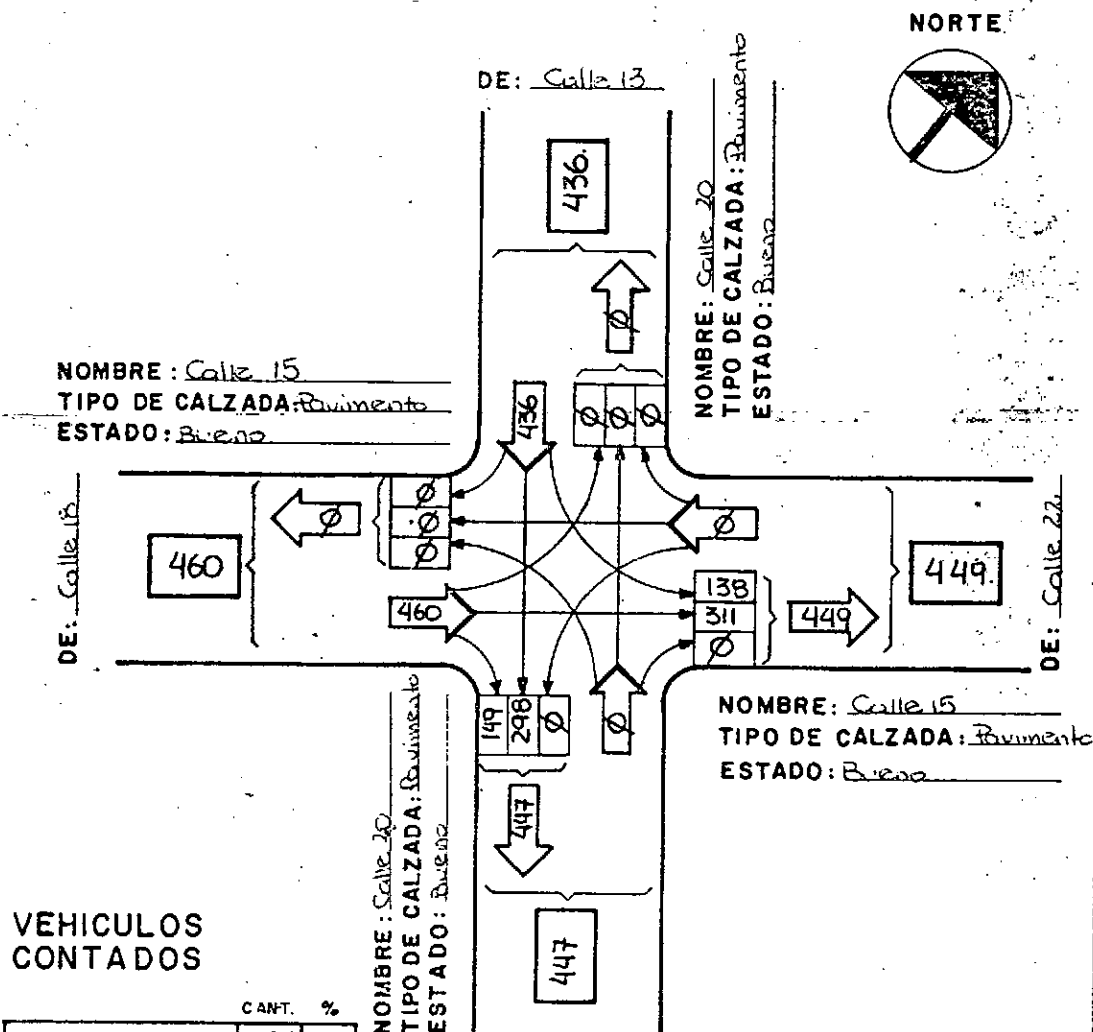 NORTE
DE: Calle 13
436.
Ø
NOMBRE: Calle 20
TIPO DE CALZADA: Pavimento
ESTADO: Bueno
NOMBRE: Calle 15
TIPO DE CALZADA: Pavimento
ESTADO: Bueno
436
Ø Ø Ø
DE: Calle 18
460
Ø
Ø
Ø
Ø
Ø
449.
DE: Calle 22
460
138
311
Ø
449
149 298 Ø
Ø
447
NOMBRE: Calle 15
TIPO DE CALZADA: Pavimento
ESTADO: Bueno
NOMBRE: Calle 20
TIPO DE CALZADA: Pavimento
ESTADO: Bueno
447
VEHICULOS
CONTADOS
CANT. %